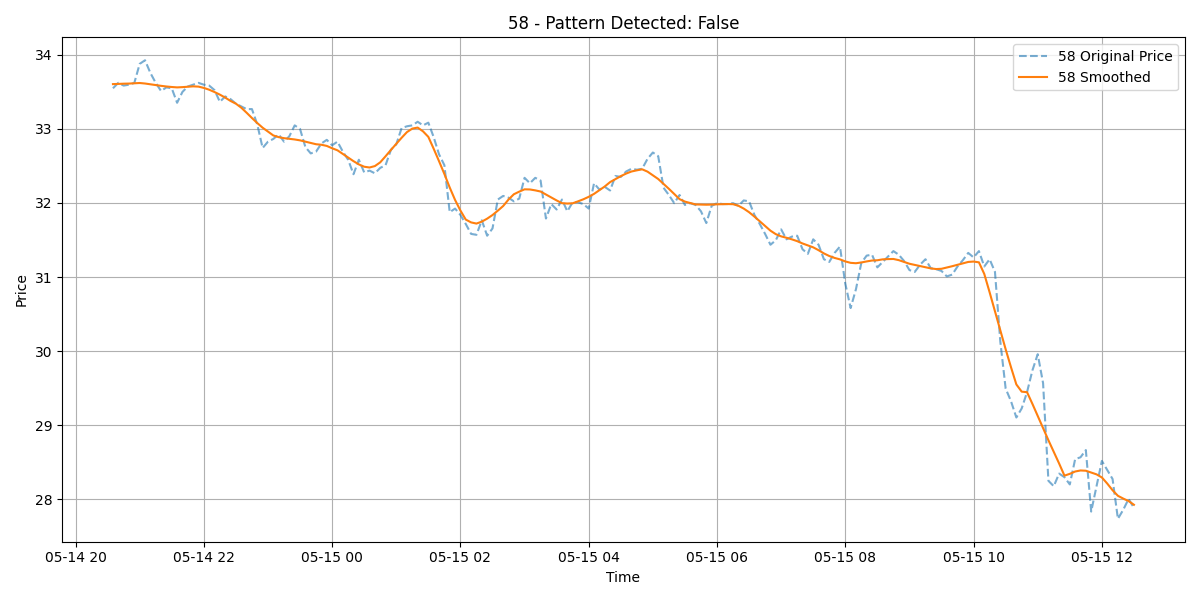 58 - Pattern Detected: False
58 Original Price
58 Smoothed
Price
34
33
32
31
30
29
28
05-14 20 05-14 22 05-15 00 05-15 02 05-15 04 05-15 06 05-15 08 05-15 10 05-15 12
Time